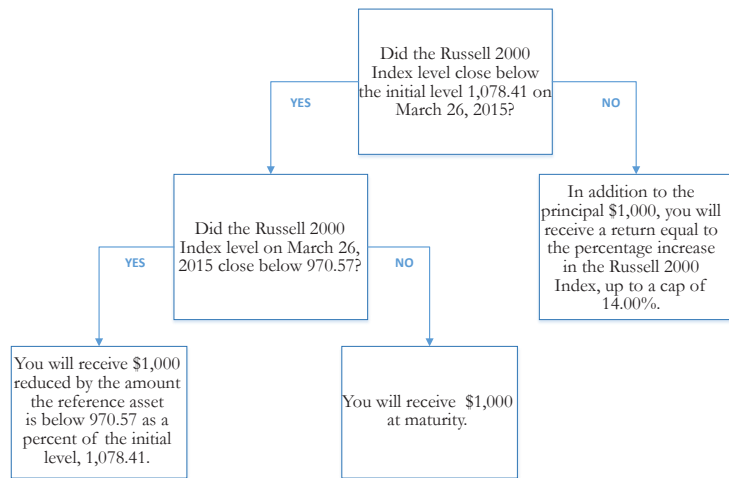 Did the Russell 2000
Index level close below
the initial level 1,078.41 on
March 26, 2015?
YES
NO
Did the Russell 2000
Index level on March 26,
2015 close below 970.57?
In addition to the
principal $1,000, you will
receive a return equal to
the percentage increase
in the Russell 2000
Index, up to a cap of
14.00%.
YES
NO
You will receive $1,000
reduced by the amount
the reference asset
is below 970.57 as a
percent of the initial
level, 1,078.41.
You will receive $1,000
at maturity.